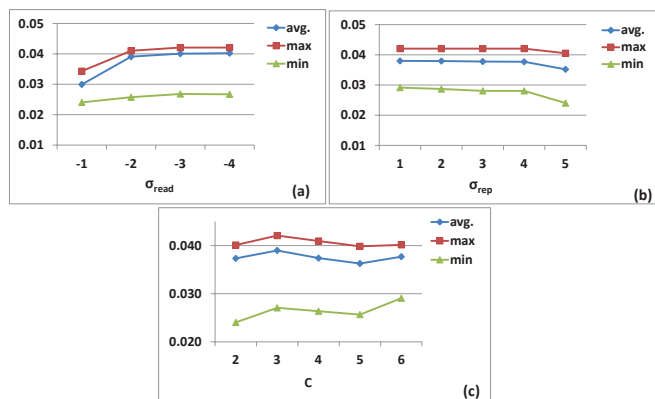 0.05
0.04
0.03
0.02
0.01
-1 -2 -3 -4
σread
(a)
avg.
max
min
0.05
0.04
0.03
0.02
0.01
1 2 3 4 5
σrep
(b)
avg.
max
min
0.040
0.030
0.020
2 3 4 5 6
C
(c)
avg.
max
min